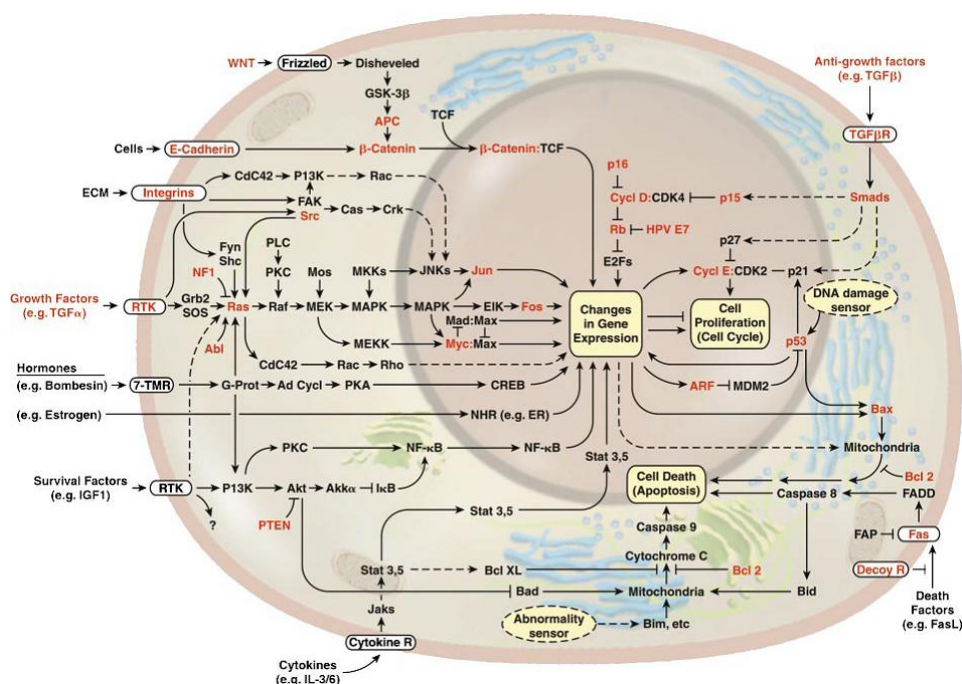 WNT
Frizzled
Disheveled
GSK-3β
APC
TCF
Anti-growth factors
(e.g. TGFβ)
TGFβR
Cells
E-Cadherin
β-Catenin
β-Catenin:TCF
p16
ECM
Integrins
CdC42
P13K
Rac
FAK
Src
Cas
Crk
Cycl D:CDK4
p15
Smads
Rb
HPV E7
E2Fs
p27
Fyn
Shc
PLC
NF1
PKC
Mos
MKKs
JNKs
Jun
Cycl E:CDK2
p21
Growth Factors
(e.g. TGFα)
RTK
Grb2
SOS
Ras
Raf
MEK
MAPK
MAPK
ElK
Fos
Changes
in Gene
Expression
Cell
Proliferation
(Cell Cycle)
DNA damage
sensor
Mad:Max
Abl
MEKK
Myc:Max
p53
CdC42
Rac
Rho
Hormones
(e.g. Bombesin)
7-TMR
G-Prot
Ad Cycl
PKA
CREB
ARF
MDM2
(e.g. Estrogen)
NHR (e.g. ER)
Bax
PKC
NF-κB
NF-κB
Stat 3,5
Mitochondria
Survival Factors
(e.g. IGF1)
RTK
P13K
Akt
Akkα
IκB
Cell Death
(Apoptosis)
Bcl 2
Caspase 8
FADD
?
PTEN
Stat 3,5
Caspase 9
FAP
Fas
Cytochrome C
Stat 3,5
Bcl XL
Bcl 2
Decoy R
Bad
Mitochondria
Bid
Jaks
Abnormality
sensor
Bim, etc
Death
Factors
(e.g. FasL)
Cytokine R
Cytokines
(e.g. IL-3/6)